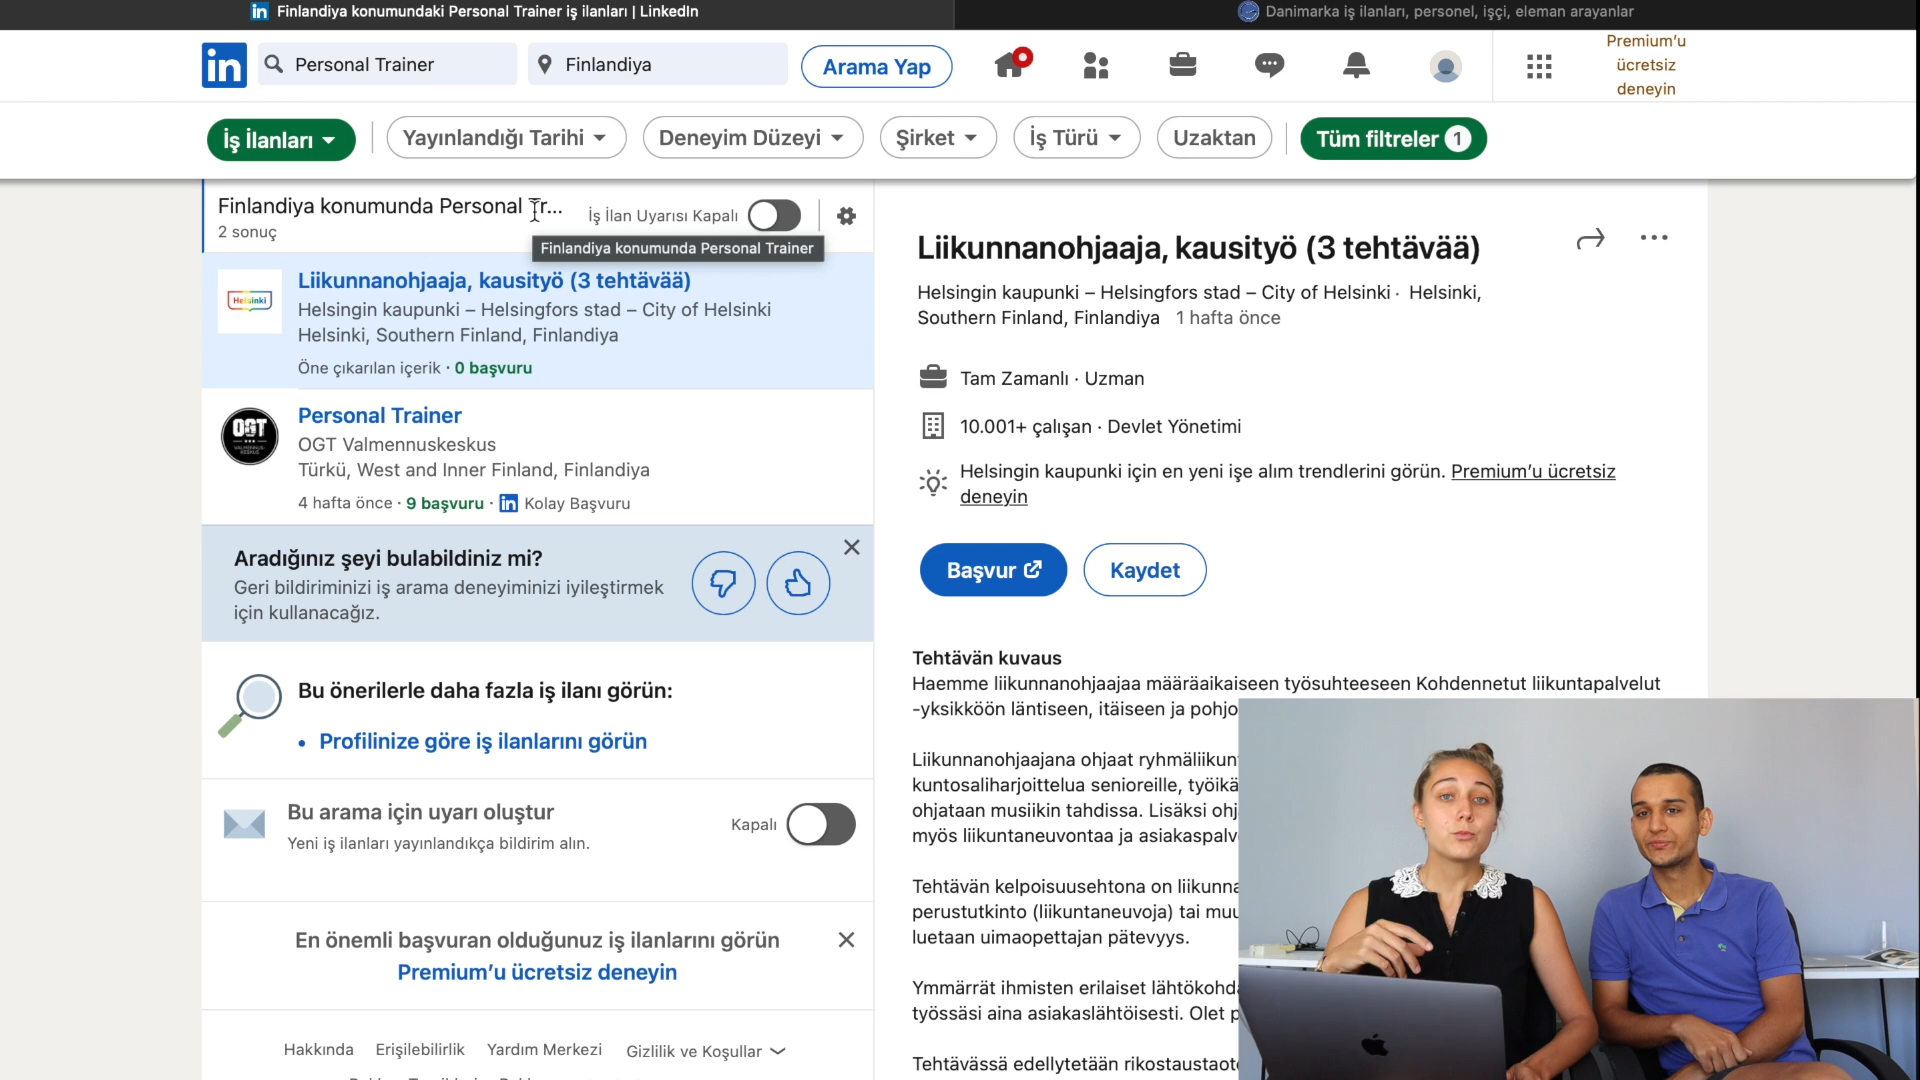 Finlandiya konumundaki Personal Trainer iş ilanları | LinkedIn
Danimarka iş ilanları, personel, işçi, eleman arayanlar
in
Personal Trainer
Finlandiya
Arama Yap
Premium'u
ücretsiz
deneyin
İş İlanları
Yayınlandığı Tarihi
Deneyim Düzeyi
Şirket
İş Türü
Uzaktan
Tüm filtreler 1
Finlandiya konumunda Personal Tr...
2 sonuç
İş İlan Uyarısı Kapalı
Finlandiya konumunda Personal Trainer
Helsinki
Liikunnanohjaaja, kausityö (3 tehtävää)
Helsingin kaupunki – Helsingfors stad – City of Helsinki
Helsinki, Southern Finland, Finlandiya
Öne çıkarılan içerik · 0 başvuru
OGT
Personal Trainer
OGT Valmennuskeskus
Türkü, West and Inner Finland, Finlandiya
4 hafta önce · 9 başvuru · in Kolay Başvuru
Aradığınız şeyi bulabildiniz mi?
Geri bildiriminizi iş arama deneyiminizi iyileştirmek
için kullanacağız.
Bu önerilerle daha fazla iş ilanı görün:
• Profilinize göre iş ilanlarını görün
Bu arama için uyarı oluştur
Yeni iş ilanları yayınlandıkça bildirim alın.
Kapalı
En önemli başvuran olduğunuz iş ilanlarını görün
Premium'u ücretsiz deneyin
Hakkında Erişilebilirlik Yardım Merkezi Gizlilik ve Koşullar
Liikunnanohjaaja, kausityö (3 tehtävää)
Helsingin kaupunki – Helsingfors stad – City of Helsinki · Helsinki,
Southern Finland, Finlandiya 1 hafta önce
Tam Zamanlı · Uzman
10.001+ çalışan · Devlet Yönetimi
Helsingin kaupunki için en yeni işe alım trendlerini görün. Premium'u ücretsiz
deneyin
Başvur
Kaydet
Tehtävän kuvaus
Haemme liikunnanohjaajaa määräaikaiseen työsuhteeseen Kohdennetut liikuntapalvelut
-yksikköön läntiseen, itäiseen ja pohjo
Liikunnanohjaajana ohjaat ryhmäliikun
kuntosaliharjoittelua senioreille, työikä
ohjataan musiikin tahdissa. Lisäksi ohj
myös liikuntaneuvontaa ja asiakaspalv
Tehtävän kelpoisuusehtona on liikunna
perustutkinto (liikuntaneuvoja) tai muu
luetaan uimaopettajan pätevyys.
Ymmärrät ihmisten erilaiset lähtökohda
työssäsi aina asiakaslähtöisesti. Olet p
Tehtävässä edellytetään rikostaustaote